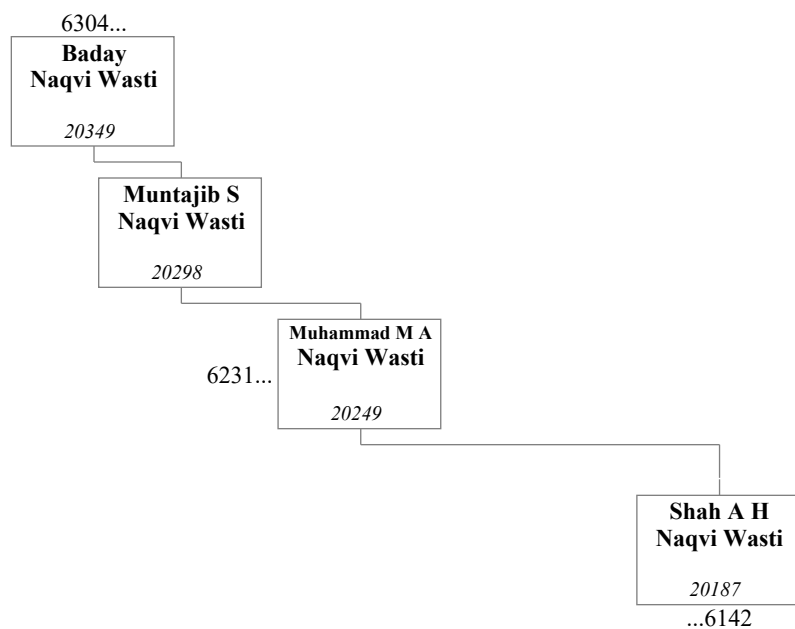 6304...
Baday
Naqvi Wasti
20349
Muntajib S
Naqvi Wasti
20298
Muhammad M A
Naqvi Wasti
6231...
20249
Shah A H
Naqvi Wasti
20187
...6142